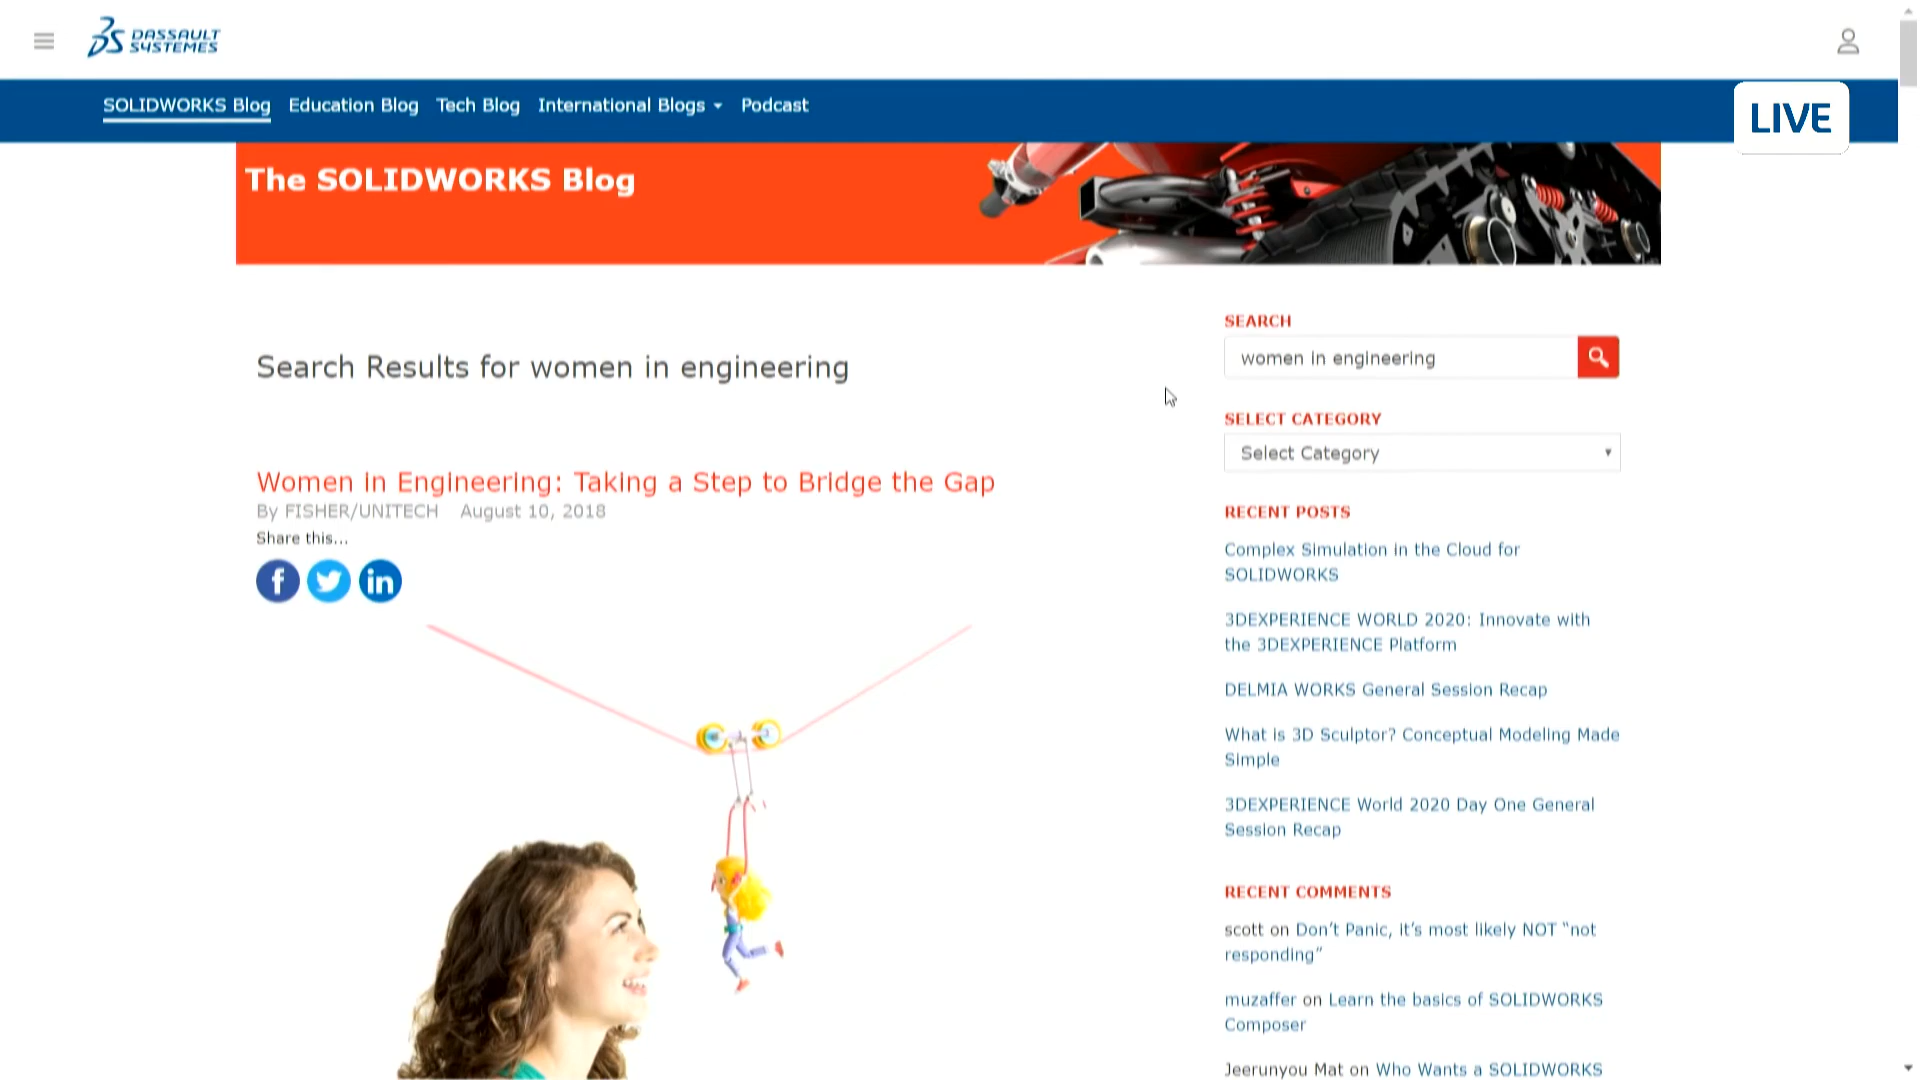 DASSAULT
SYSTEMES
SOLIDWORKS Blog Education Blog Tech Blog International Blogs Podcast
LIVE
The SOLIDWORKS Blog
Search Results for women in engineering
Women in Engineering: Taking a Step to Bridge the Gap
By FISHER/UNITECH August 10, 2018
Share this...
f in
SEARCH
women in engineering
SELECT CATEGORY
Select Category
RECENT POSTS
Complex Simulation in the Cloud for
SOLIDWORKS
3DEXPERIENCE WORLD 2020: Innovate with
the 3DEXPERIENCE Platform
DELMIA WORKS General Session Recap
What is 3D Sculptor? Conceptual Modeling Made
Simple
3DEXPERIENCE World 2020 Day One General
Session Recap
RECENT COMMENTS
scott on Don't Panic, it's most likely NOT "not
responding"
muzaffer on Learn the basics of SOLIDWORKS
Composer
Jeerunyou Mat on Who Wants a SOLIDWORKS